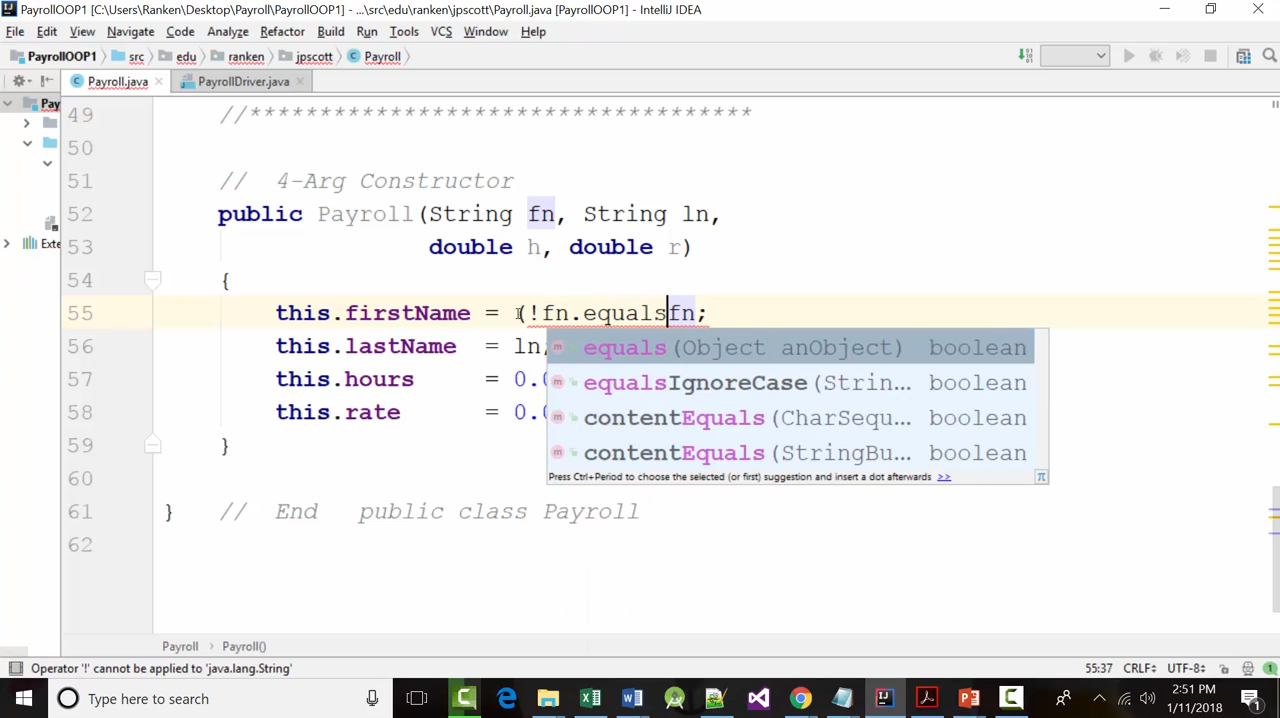 PayrollOOP1 [C:\Users\Ranken\Desktop\Payroll\PayrollOOP1] - ...\src\edu\ranken\jpscott\Payroll.java [PayrollOOP1] - IntelliJ IDEA
File Edit View Navigate Code Analyze Refactor Build Run Tools VCS Window Help
PayrollOOP1 src edu ranken jpscott Payroll
Payroll.java PayrollDriver.java
Pay
Exte
49 //************************************
50
51 // 4-Arg Constructor
52 public Payroll(String fn, String ln,
53 double h, double r)
54 {
55 this.firstName = (!fn.equalsfn;
56 this.lastName = ln;
57 this.hours = 0.0
58 this.rate = 0.0
59 }
60
61 } // End public class Payroll
62
equals(Object anObject) boolean
equalsIgnoreCase(Strin... boolean
contentEquals(CharSequ... boolean
contentEquals(StringBu... boolean
Press Ctrl+Period to choose the selected (or first) suggestion and insert a dot afterwards >>
Payroll Payroll()
Operator '!' cannot be applied to 'java.lang.String' 55:37 CRLF UTF-8
Type here to search
2:51 PM
1/11/2018